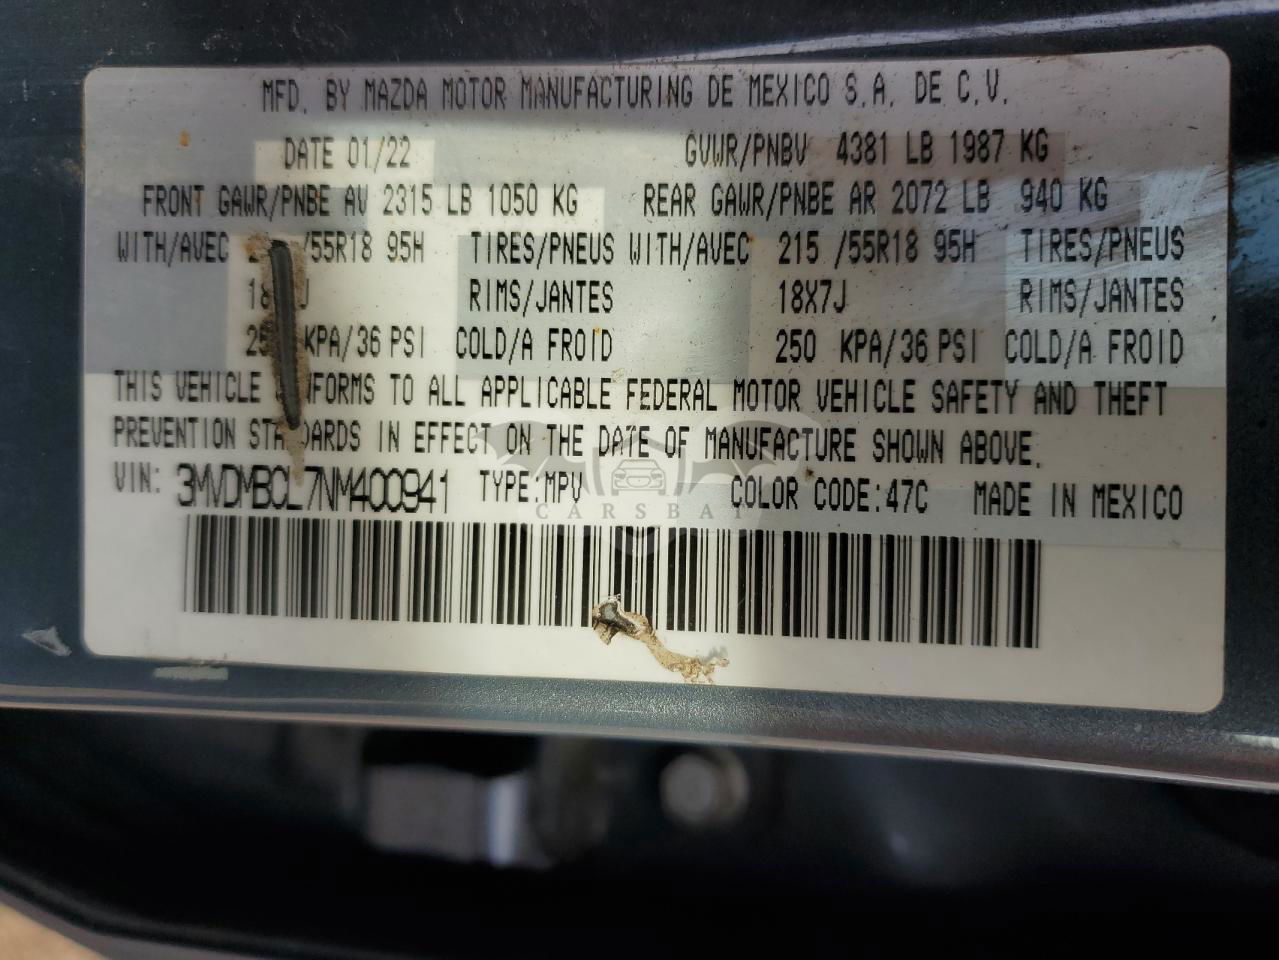 MFD. BY MAZDA MOTOR MANUFACTURING DE MEXICO S.A. DE C.V.
DATE 01/22 GVWR/PNBV 4381 LB 1987 KG
FRONT GAWR/PNBE AV 2315 LB 1050 KG REAR GAWR/PNBE AR 2072 LB 940 KG
WITH/AVEC /55R18 95H TIRES/PNEUS WITH/AVEC 215 /55R18 95H TIRES/PNEUS
RIMS/JANTES 18X7J RIMS/JANTES
KPA/36 PSI COLD/A FROID 250 KPA/36 PSI COLD/A FROID
THIS VEHICLE TO ALL APPLICABLE FEDERAL MOTOR VEHICLE SAFETY AND THEFT
PREVENTION IN EFFECT ON THE DATE OF MANUFACTURE SHOWN ABOVE.
VIN: 3MVDMBCL7NM400941 TYPE:MPV COLOR CODE:47C MADE IN MEXICO
CARSBAT